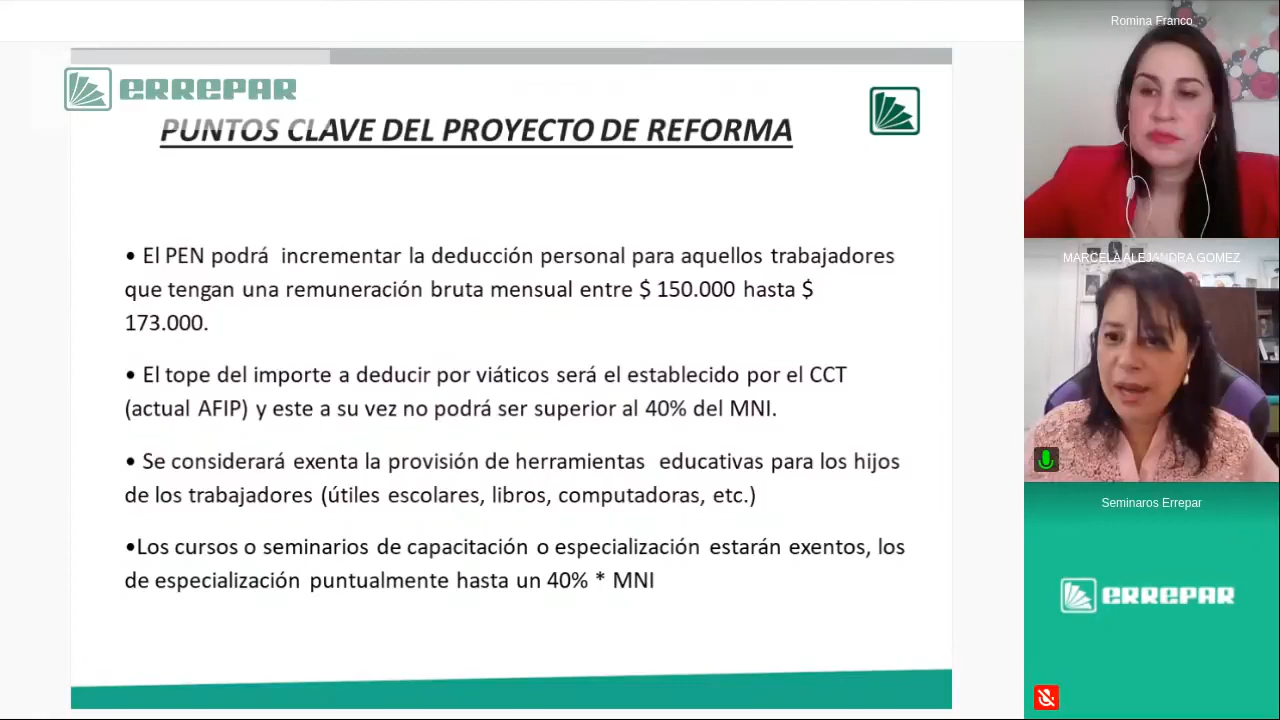 ERREPAR
PUNTOS CLAVE DEL PROYECTO DE REFORMA
• El PEN podrá incrementar la deducción personal para aquellos trabajadores
que tengan una remuneración bruta mensual entre $ 150.000 hasta $
173.000.
• El tope del importe a deducir por viáticos será el establecido por el CCT
(actual AFIP) y este a su vez no podrá ser superior al 40% del MNI.
• Se considerará exenta la provisión de herramientas educativas para los hijos
de los trabajadores (útiles escolares, libros, computadoras, etc.)
•Los cursos o seminarios de capacitación o especialización estarán exentos, los
de especialización puntualmente hasta un 40% * MNI
Romina Franco
MARCELA ALEJANDRA GOMEZ
Seminaros Errepar
ERREPAR